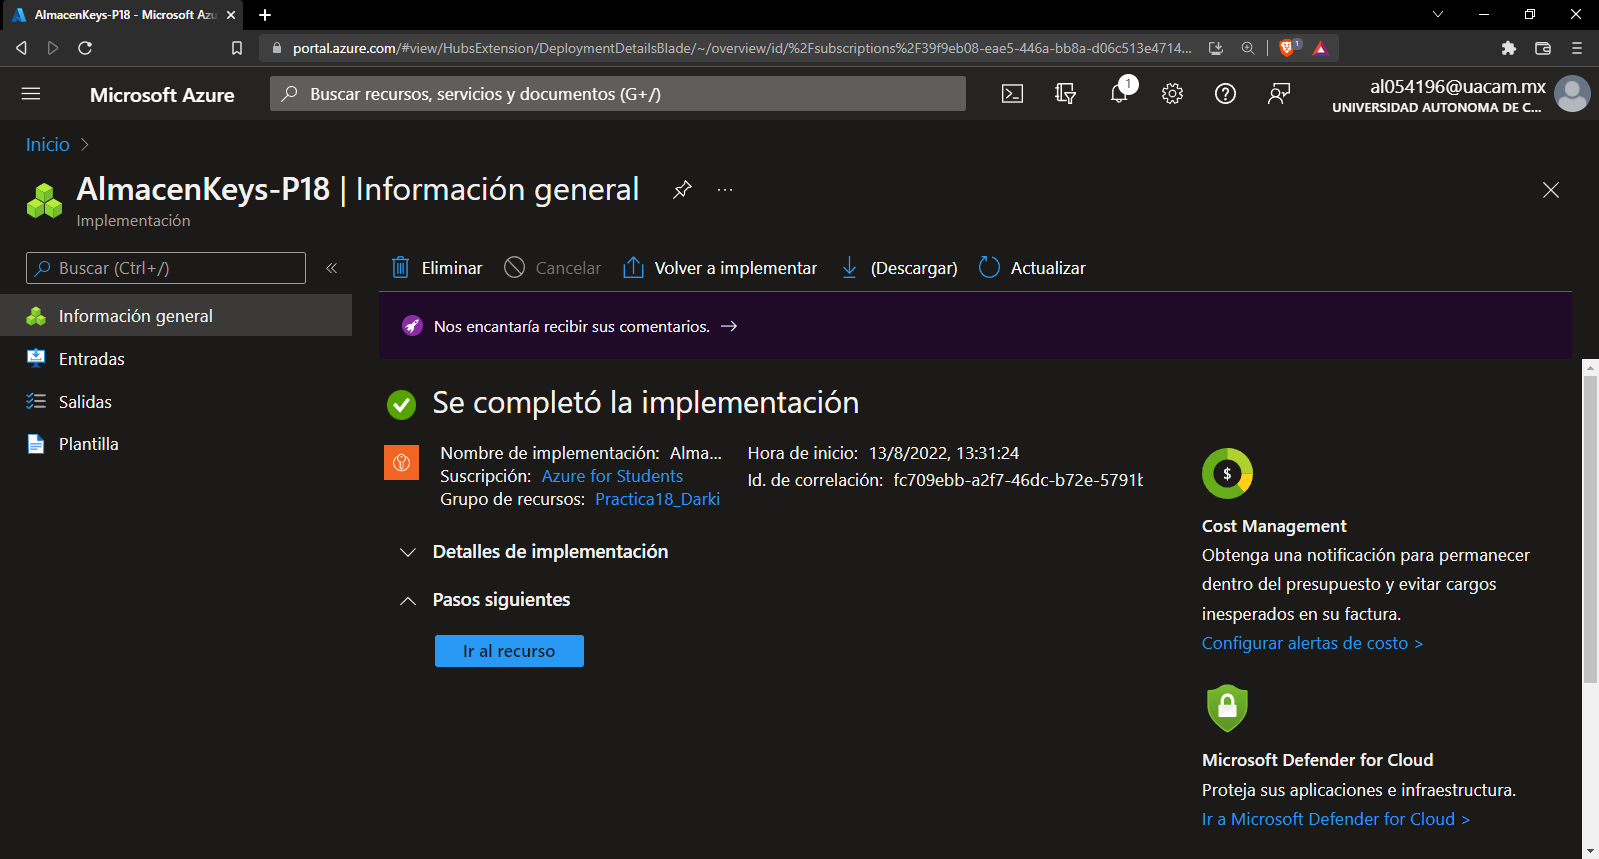 AlmacenKeys-P18 - Microsoft Azu
portal.azure.com/#view/HubsExtension/DeploymentDetailsBlade/~/overview/id/%2Fsubscriptions%2F39f9eb08-eae5-446a-bb8a-d06c513e4714...
1
Microsoft Azure
Buscar recursos, servicios y documentos (G+/)
1
al054196@uacam.mx
UNIVERSIDAD AUTONOMA DE C...
Inicio >
AlmacenKeys-P18 | Información general
...
Implementación
Buscar (Ctrl+/)
«
Eliminar
Cancelar
Volver a implementar
(Descargar)
Actualizar
Información general
Entradas
Salidas
Plantilla
Nos encantaría recibir sus comentarios. →
Se completó la implementación
Nombre de implementación: Alma...
Suscripción: Azure for Students
Grupo de recursos: Practica18_Darki
Hora de inicio: 13/8/2022, 13:31:24
Id. de correlación: fc709ebb-a2f7-46dc-b72e-5791b
Detalles de implementación
Pasos siguientes
Ir al recurso
$
Cost Management
Obtenga una notificación para permanecer
dentro del presupuesto y evitar cargos
inesperados en su factura.
Configurar alertas de costo >
Microsoft Defender for Cloud
Proteja sus aplicaciones e infraestructura.
Ir a Microsoft Defender for Cloud >